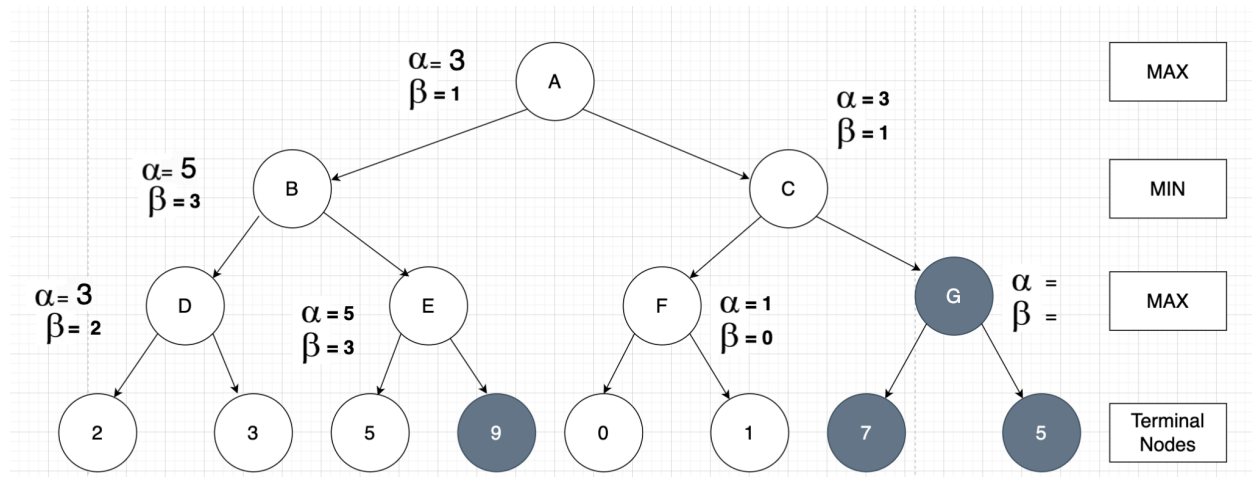 α= 3
β = 1
A
MAX
α = 3
β = 1
α= 5
β = 3
B
C
MIN
α= 3
β = 2
D
α = 5
β = 3
E
F
α = 1
β = 0
G
α =
β =
MAX
2
3
5
9
0
1
7
5
Terminal
Nodes